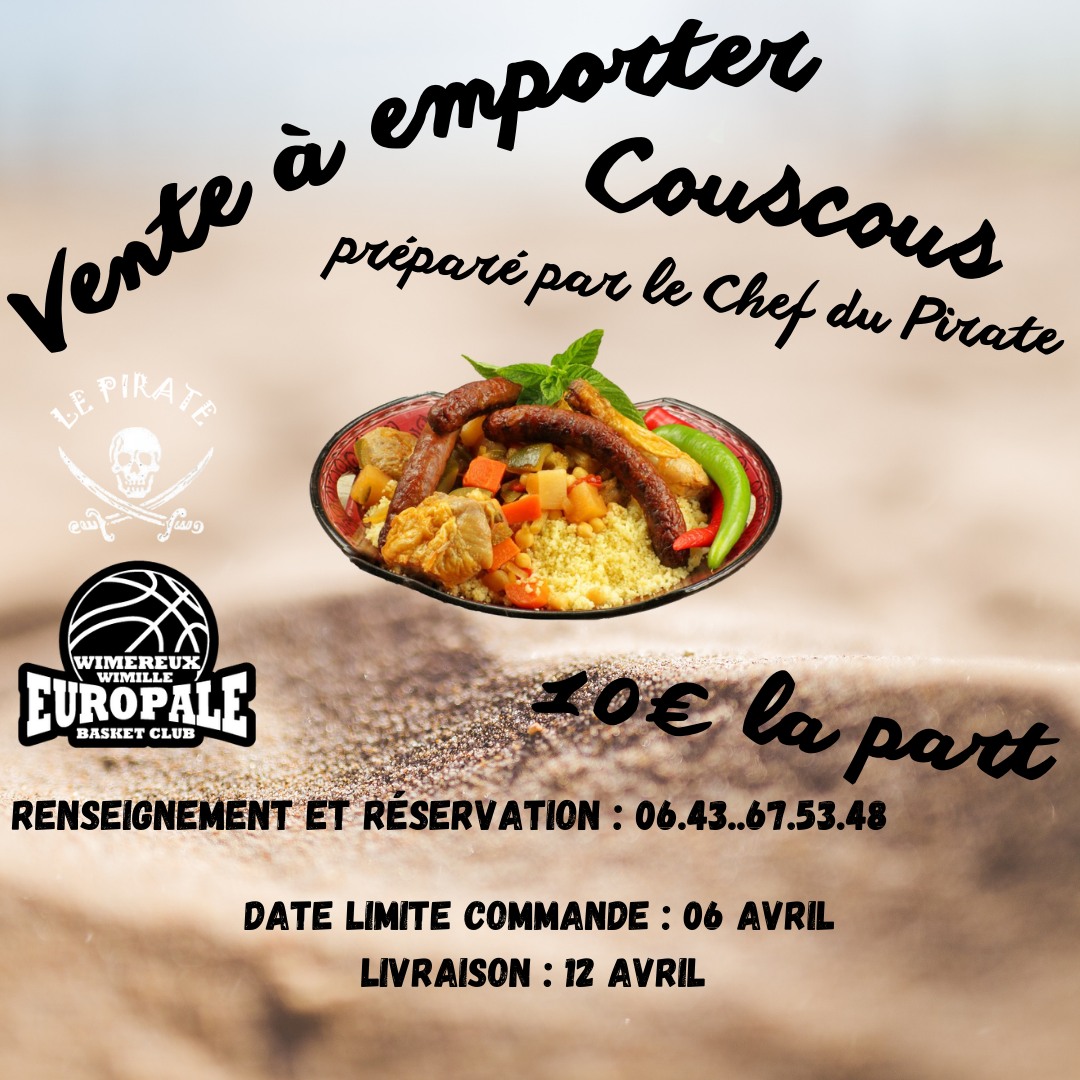 Vente à emporter
Couscous
préparé par le Chef du Pirate
LE PIRATE
WIMEREUX
WIMILLE
EUROPALE
BASKET CLUB
10€ la part
RENSEIGNEMENT ET RÉSERVATION : 06.43..67.53.48
DATE LIMITE COMMANDE : 06 AVRIL
LIVRAISON : 12 AVRIL